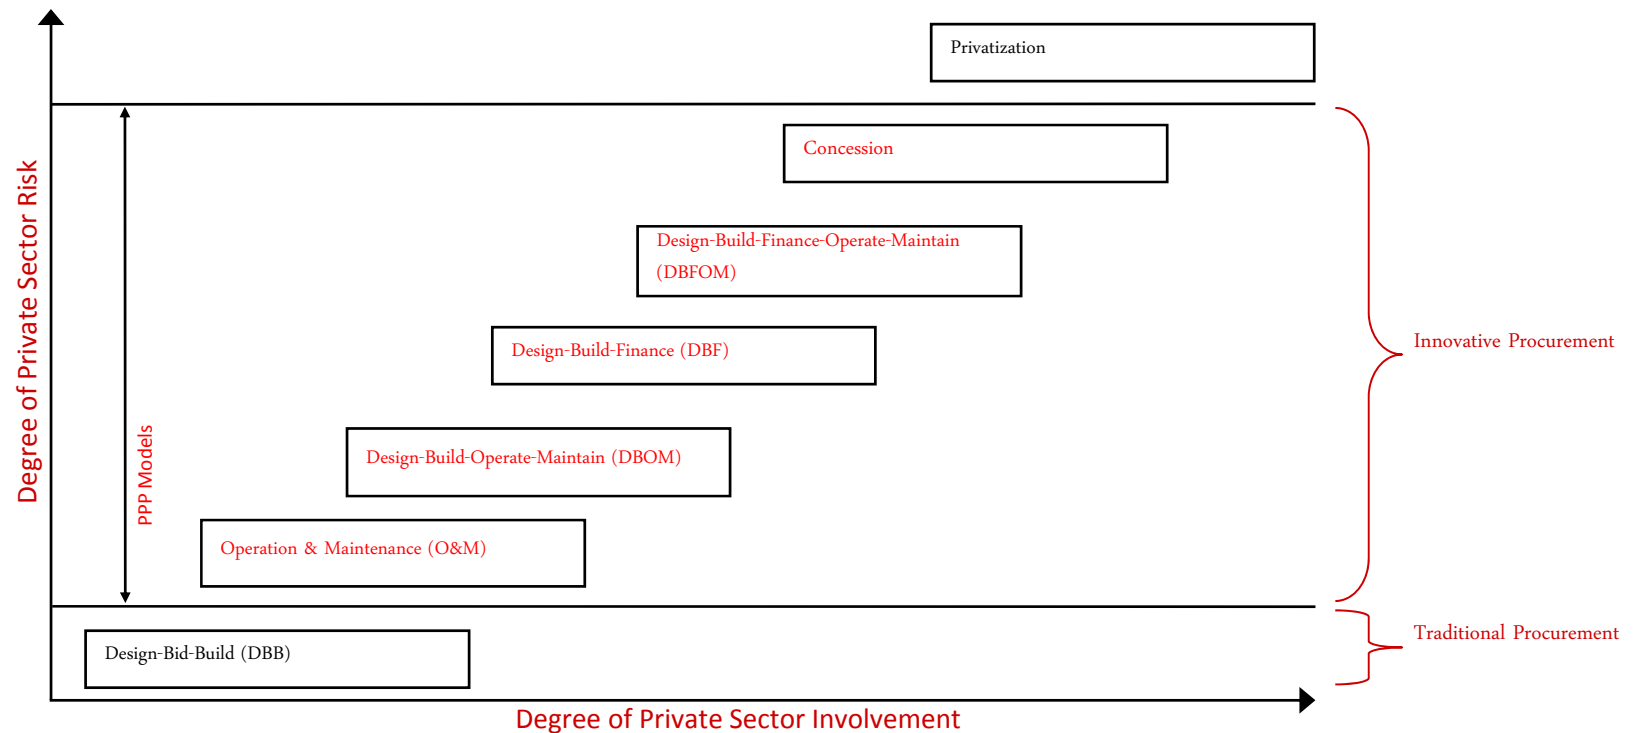 Privatization
Concession
Design-Build-Finance-Operate-Maintain
(DBFOM)
Innovative Procurement
Design-Build-Finance (DBF)
Degree of Private Sector Risk
PPP Models
Design-Build-Operate-Maintain (DBOM)
Operation & Maintenance (O&M)
Traditional Procurement
Design-Bid-Build (DBB)
Degree of Private Sector Involvement